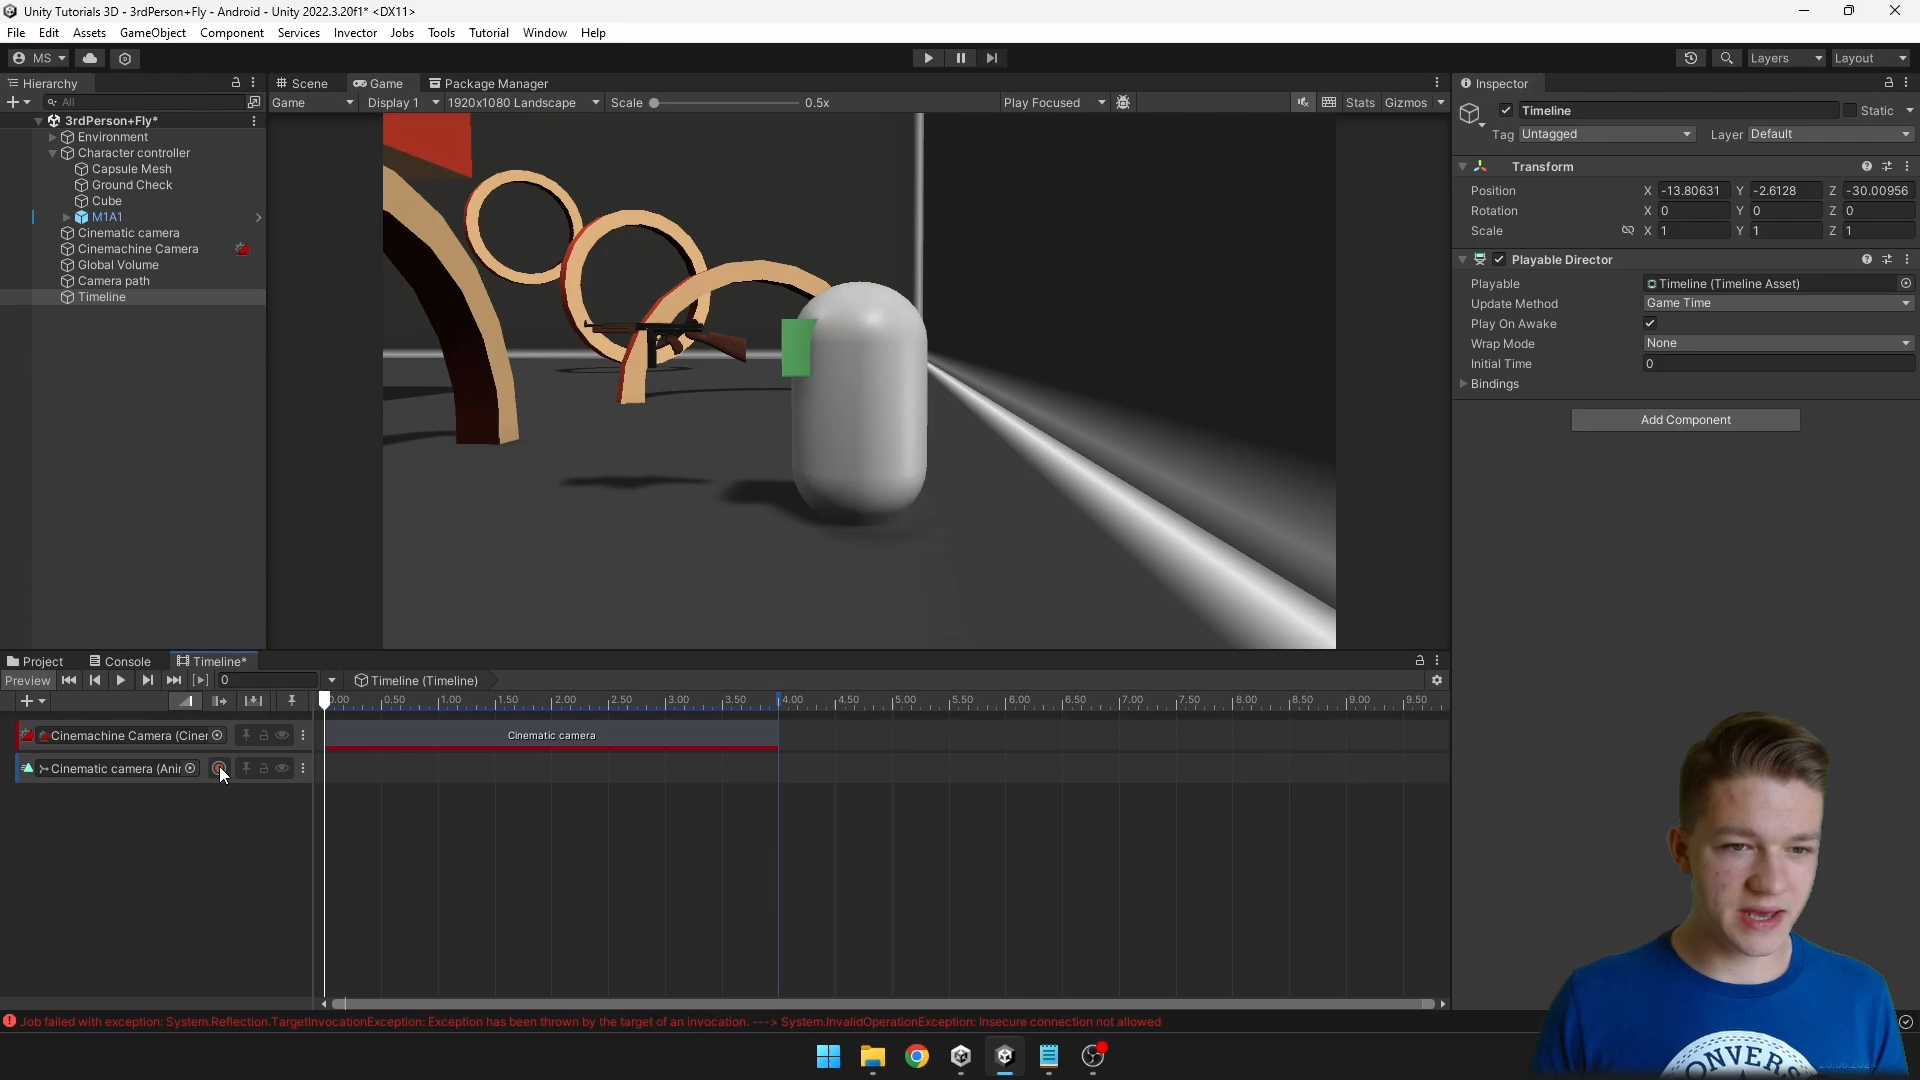 Unity Tutorials 3D - 3rdPerson+Fly - Android - Unity 2022.3.20f1* <DX11>
File Edit Assets GameObject Component Services Invector Jobs Tools Tutorial Window Help
MS Layers Layout
Hierarchy Scene Game Package Manager Inspector
All Game Display 1 1920x1080 Landscape Scale 0.5x Play Focused Stats Gizmos
Timeline Static
Tag Untagged Layer Default
3rdPerson+Fly*
Environment
Character controller
Capsule Mesh
Ground Check
Cube
M1A1
Cinematic camera
Cinemachine Camera
Global Volume
Camera path
Timeline
Transform
Position X -13.80631 Y -2.6128 Z -30.00956
Rotation X 0 Y 0 Z 0
Scale X 1 Y 1 Z 1
Playable Director
Playable Timeline (Timeline Asset)
Update Method Game Time
Play On Awake
Wrap Mode None
Initial Time 0
Bindings
Add Component
Project Console Timeline*
Preview 0 Timeline (Timeline)
0.00 0.50 1.00 1.50 2.00 2.50 3.00 3.50 4.00 4.50 5.00 5.50 6.00 6.50 7.00 7.50 8.00 8.50 9.00 9.50
Cinemachine Camera (Ciner Cinematic camera
Cinematic camera (Anir
Job failed with exception: System.Reflection.TargetInvocationException: Exception has been thrown by the target of an invocation. ---> System.InvalidOperationException: Insecure connection not allowed
ONVERS